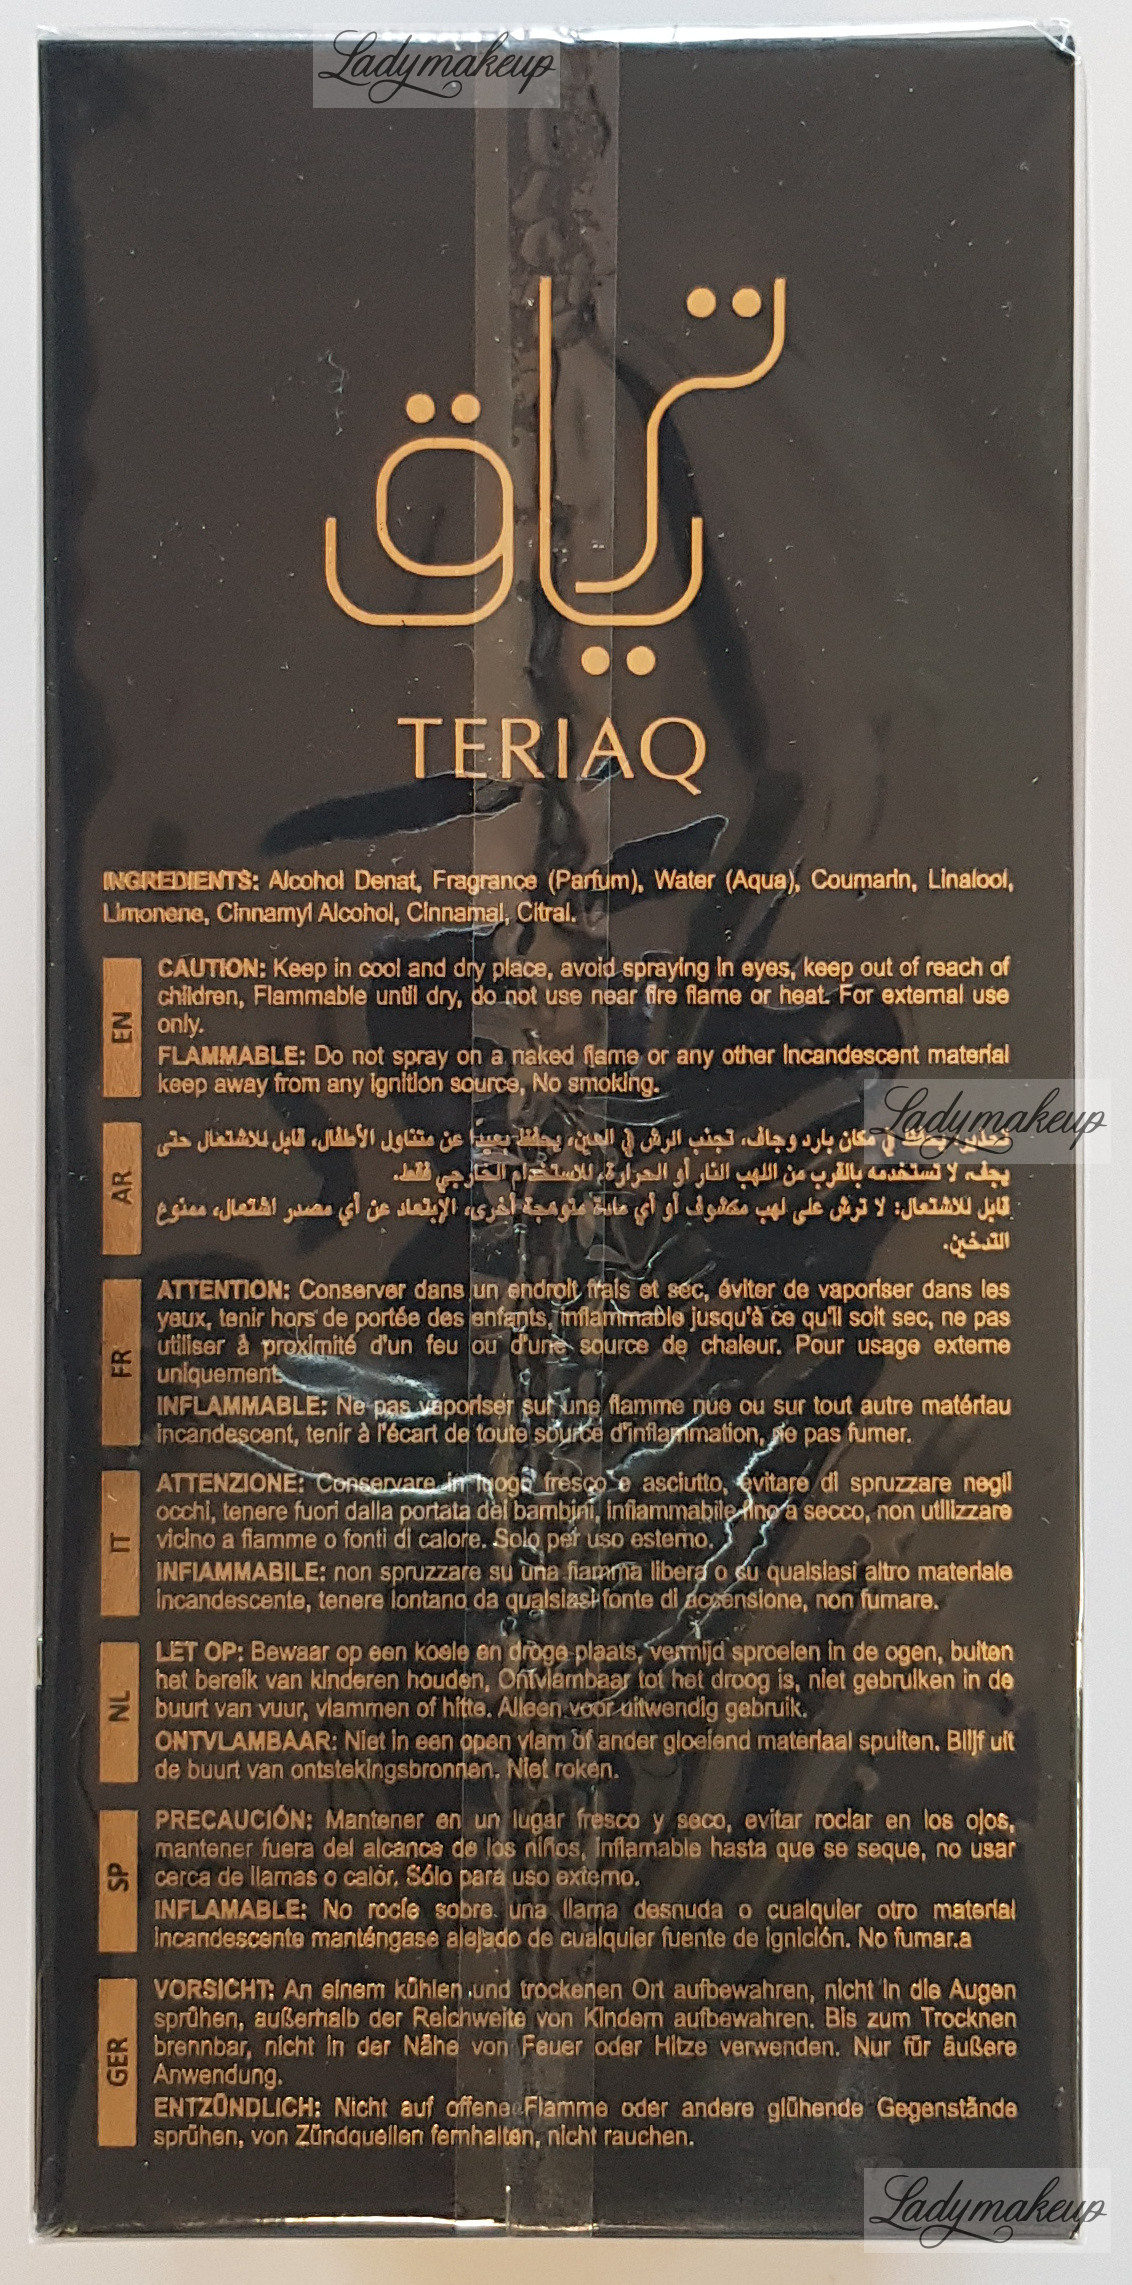 Ladymakeup
ترياق
TERIAQ
INGREDIENTS: Alcohol Denat, Fragrance (Parfum), Water (Aqua), Coumarin, Linalool,
Limonene, Cinnamyl Alcohol, Cinnamal, Citral.
EN
CAUTION: Keep in cool and dry place, avoid spraying in eyes, keep out of reach of
children, Flammable until dry, do not use near fire flame or heat. For external use
only.
FLAMMABLE: Do not spray on a naked flame or any other incandescent material
keep away from any ignition source, No smoking.
Ladymakeup
AR
في مكان بارد وجاف، تجنب الرش في العين، يحفظ بعيداً عن متناول الأطفال، قابل للاشتعال حتى
يجف، لا تستخدمه بالقرب من اللهب النار أو الحرارة، للاستخدام الخارجي فقط.
قابل للاشتعال: لا ترش على لهب مكشوف أو أي مادة متوهجة أخرى، الإبتعاد عن أي مصدر اشتعال، ممنوع
التدخين.
FR
ATTENTION: Conserver dans un endroit frais et sec, éviter de vaporiser dans les
yeux, tenir hors de portée des enfants, inflammable jusqu'à ce qu'il soit sec, ne pas
utiliser à proximité d'un feu ou d'une source de chaleur. Pour usage externe
uniquement.
INFLAMMABLE: Ne pas vaporiser sur une flamme nue ou sur tout autre matériau
incandescent, tenir à l'écart de toute source d'inflammation, ne pas fumer.
IT
ATTENZIONE: Conservare in luogo fresco e asciutto, evitare di spruzzare negli
occhi, tenere fuori dalla portata dei bambini, infiammabile fino a secco, non utilizzare
vicino a fiamme o fonti di calore. Solo per uso esterno.
INFIAMMABILE: non spruzzare su una fiamma libera o su qualsiasi altro materiale
incandescente, tenere lontano da qualsiasi fonte di accensione, non fumare.
NL
LET OP: Bewaar op een koele en droge plaats, vermijd sproeien in de ogen, buiten
het bereik van kinderen houden, Ontvlambaar tot het droog is, niet gebruiken in de
buurt van vuur, vlammen of hitte. Alleen voor uitwendig gebruik.
ONTVLAMBAAR: Niet in een open vlam of ander gloeiend materiaal spuiten. Blijf uit
de buurt van ontstekingsbronnen. Niet roken.
SP
PRECAUCIÓN: Mantener en un lugar fresco y seco, evitar rociar en los ojos,
mantener fuera del alcance de los niños, inflamable hasta que se seque, no usar
cerca de llamas o calór. Sólo para uso externo.
INFLAMABLE: No rocíe sobre una llama desnuda o cualquier otro material
incandescente manténgase alejado de cualquier fuente de ignición. No fumar.a
GER
VORSICHT: An einem kühlen und trockenen Ort aufbewahren, nicht in die Augen
sprühen, außerhalb der Reichweite von Kindern aufbewahren. Bis zum Trocknen
brennbar, nicht in der Nähe von Feuer oder Hitze verwenden. Nur für äußere
Anwendung.
ENTZÜNDLICH: Nicht auf offene Flamme oder andere glühende Gegenstände
sprühen, von Zündquellen fernhalten, nicht rauchen.
Ladymakeup